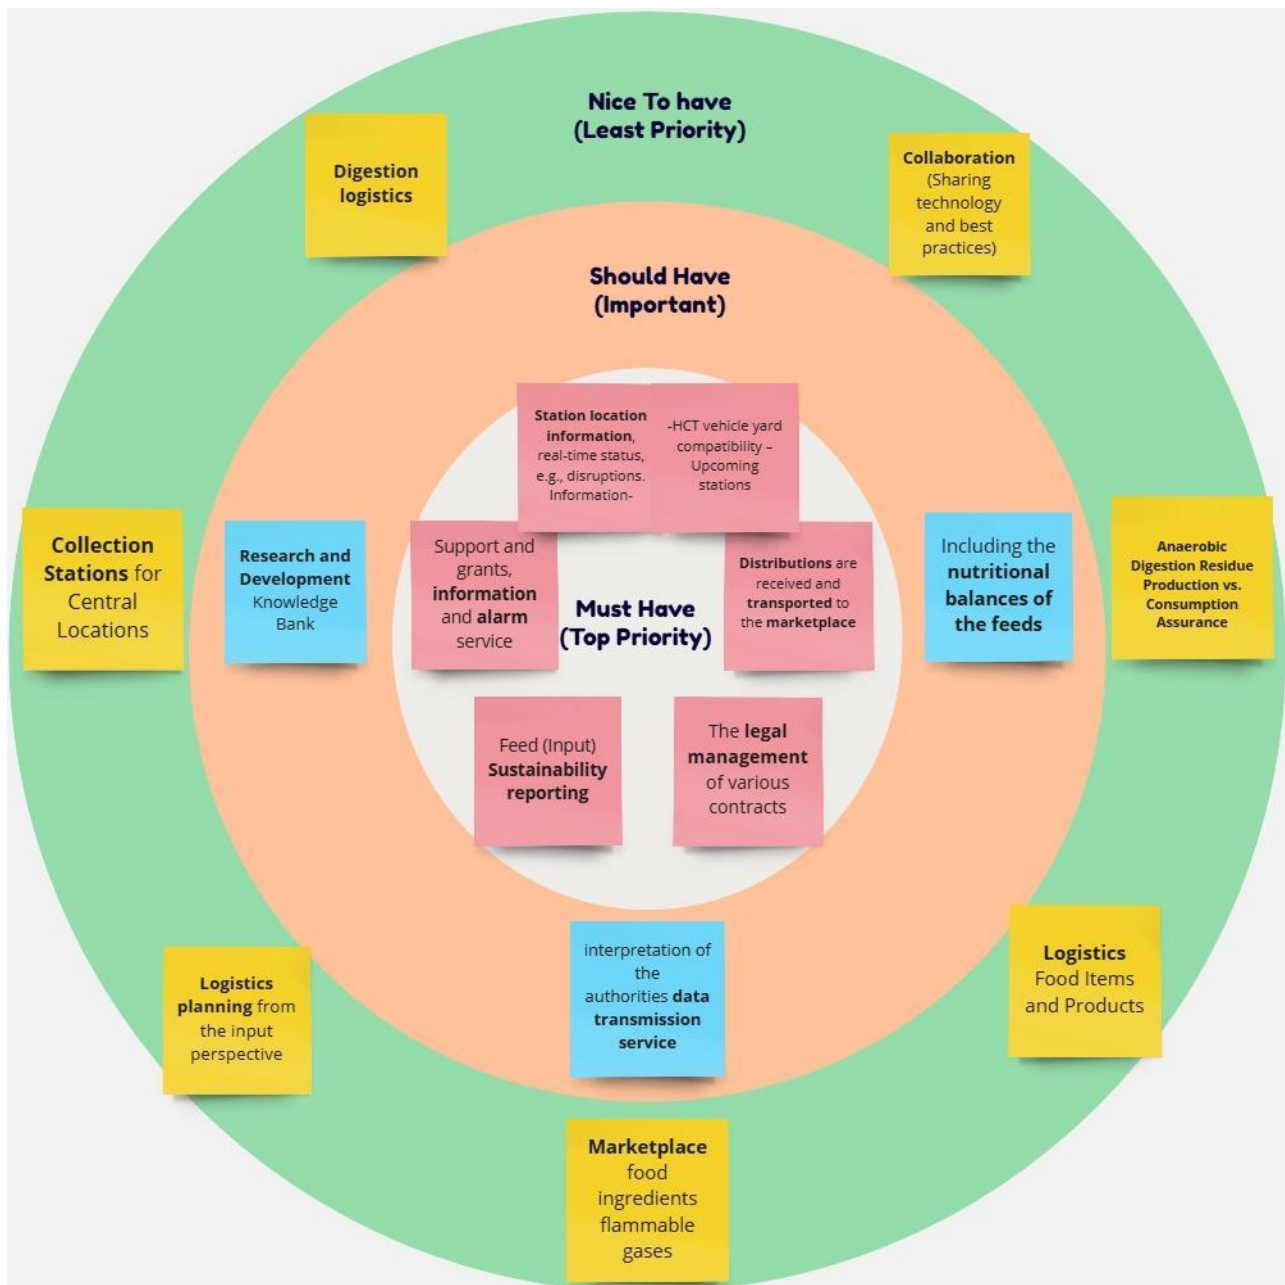 Nice To have
(Least Priority)
Digestion
logistics
Collaboration
(Sharing
technology
and best
practices)
Should Have
(Important)
Station location
information,
real-time status,
e.g., disruptions.
Information-
-HCT vehicle yard
compatibility –
Upcoming
stations
Collection
Stations for
Central
Locations
Research and
Development
Knowledge
Bank
Support and
grants,
information
and alarm
service
Must Have
(Top Priority)
Distributions are
received and
transported to
the marketplace
Including the
nutritional
balances of
the feeds
Anaerobic
Digestion Residue
Production vs.
Consumption
Assurance
Feed (Input)
Sustainability
reporting
The legal
management
of various
contracts
Logistics
planning from
the input
perspective
interpretation of
the
authorities data
transmission
service
Logistics
Food Items
and Products
Marketplace
food
ingredients
flammable
gases